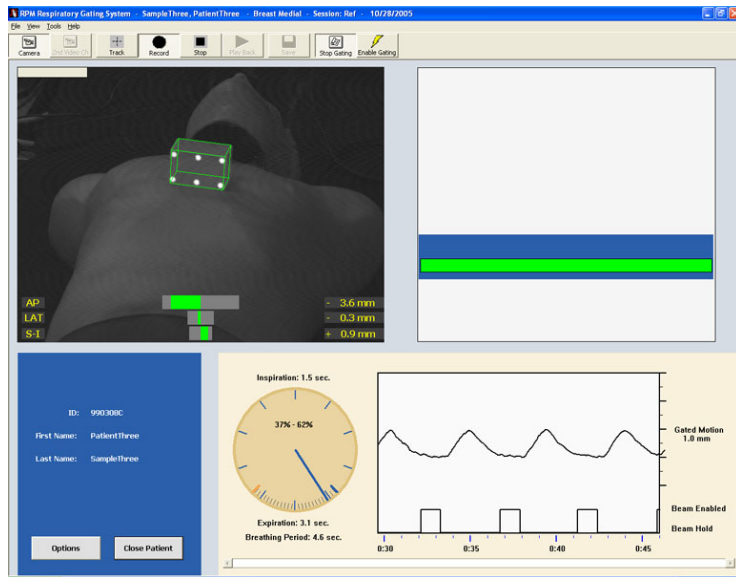 RPM Respiratory Gating System - SampleThree, PatientThree - Breast Medial - Session: Ref - 10/28/2005
File View Tools Help
Camera 2nd Video Ch Track Record Stop Play Back Save Stop Gating Enable Gating
AP - 3.6 mm
LAT - 0.3 mm
S-I + 0.9 mm
ID: 990308C
First Name: PatientThree
Last Name: SampleThree
Options Close Patient
Inspiration: 1.5 sec.
37% - 62%
Expiration: 3.1 sec.
Breathing Period: 4.6 sec.
Gated Motion
1.0 mm
Beam Enabled
Beam Hold
0:30 0:35 0:40 0:45